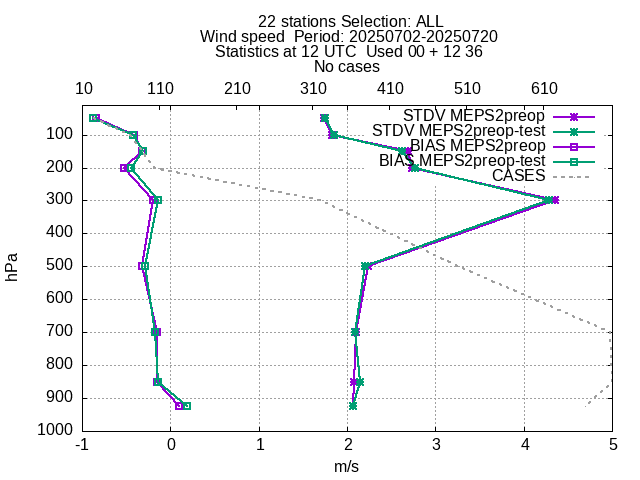 22 stations Selection: ALL
Wind speed  Period: 20250702-20250720
Statistics at 12 UTC  Used 00 + 12 36
No cases
10 110 210 310 410 510 610
STDV MEPS2preop
STDV MEPS2preop-test
BIAS MEPS2preop
BIAS MEPS2preop-test
CASES
100
200
300
400
500
600
700
800
900
1000
hPa
-1 0 1 2 3 4 5
m/s